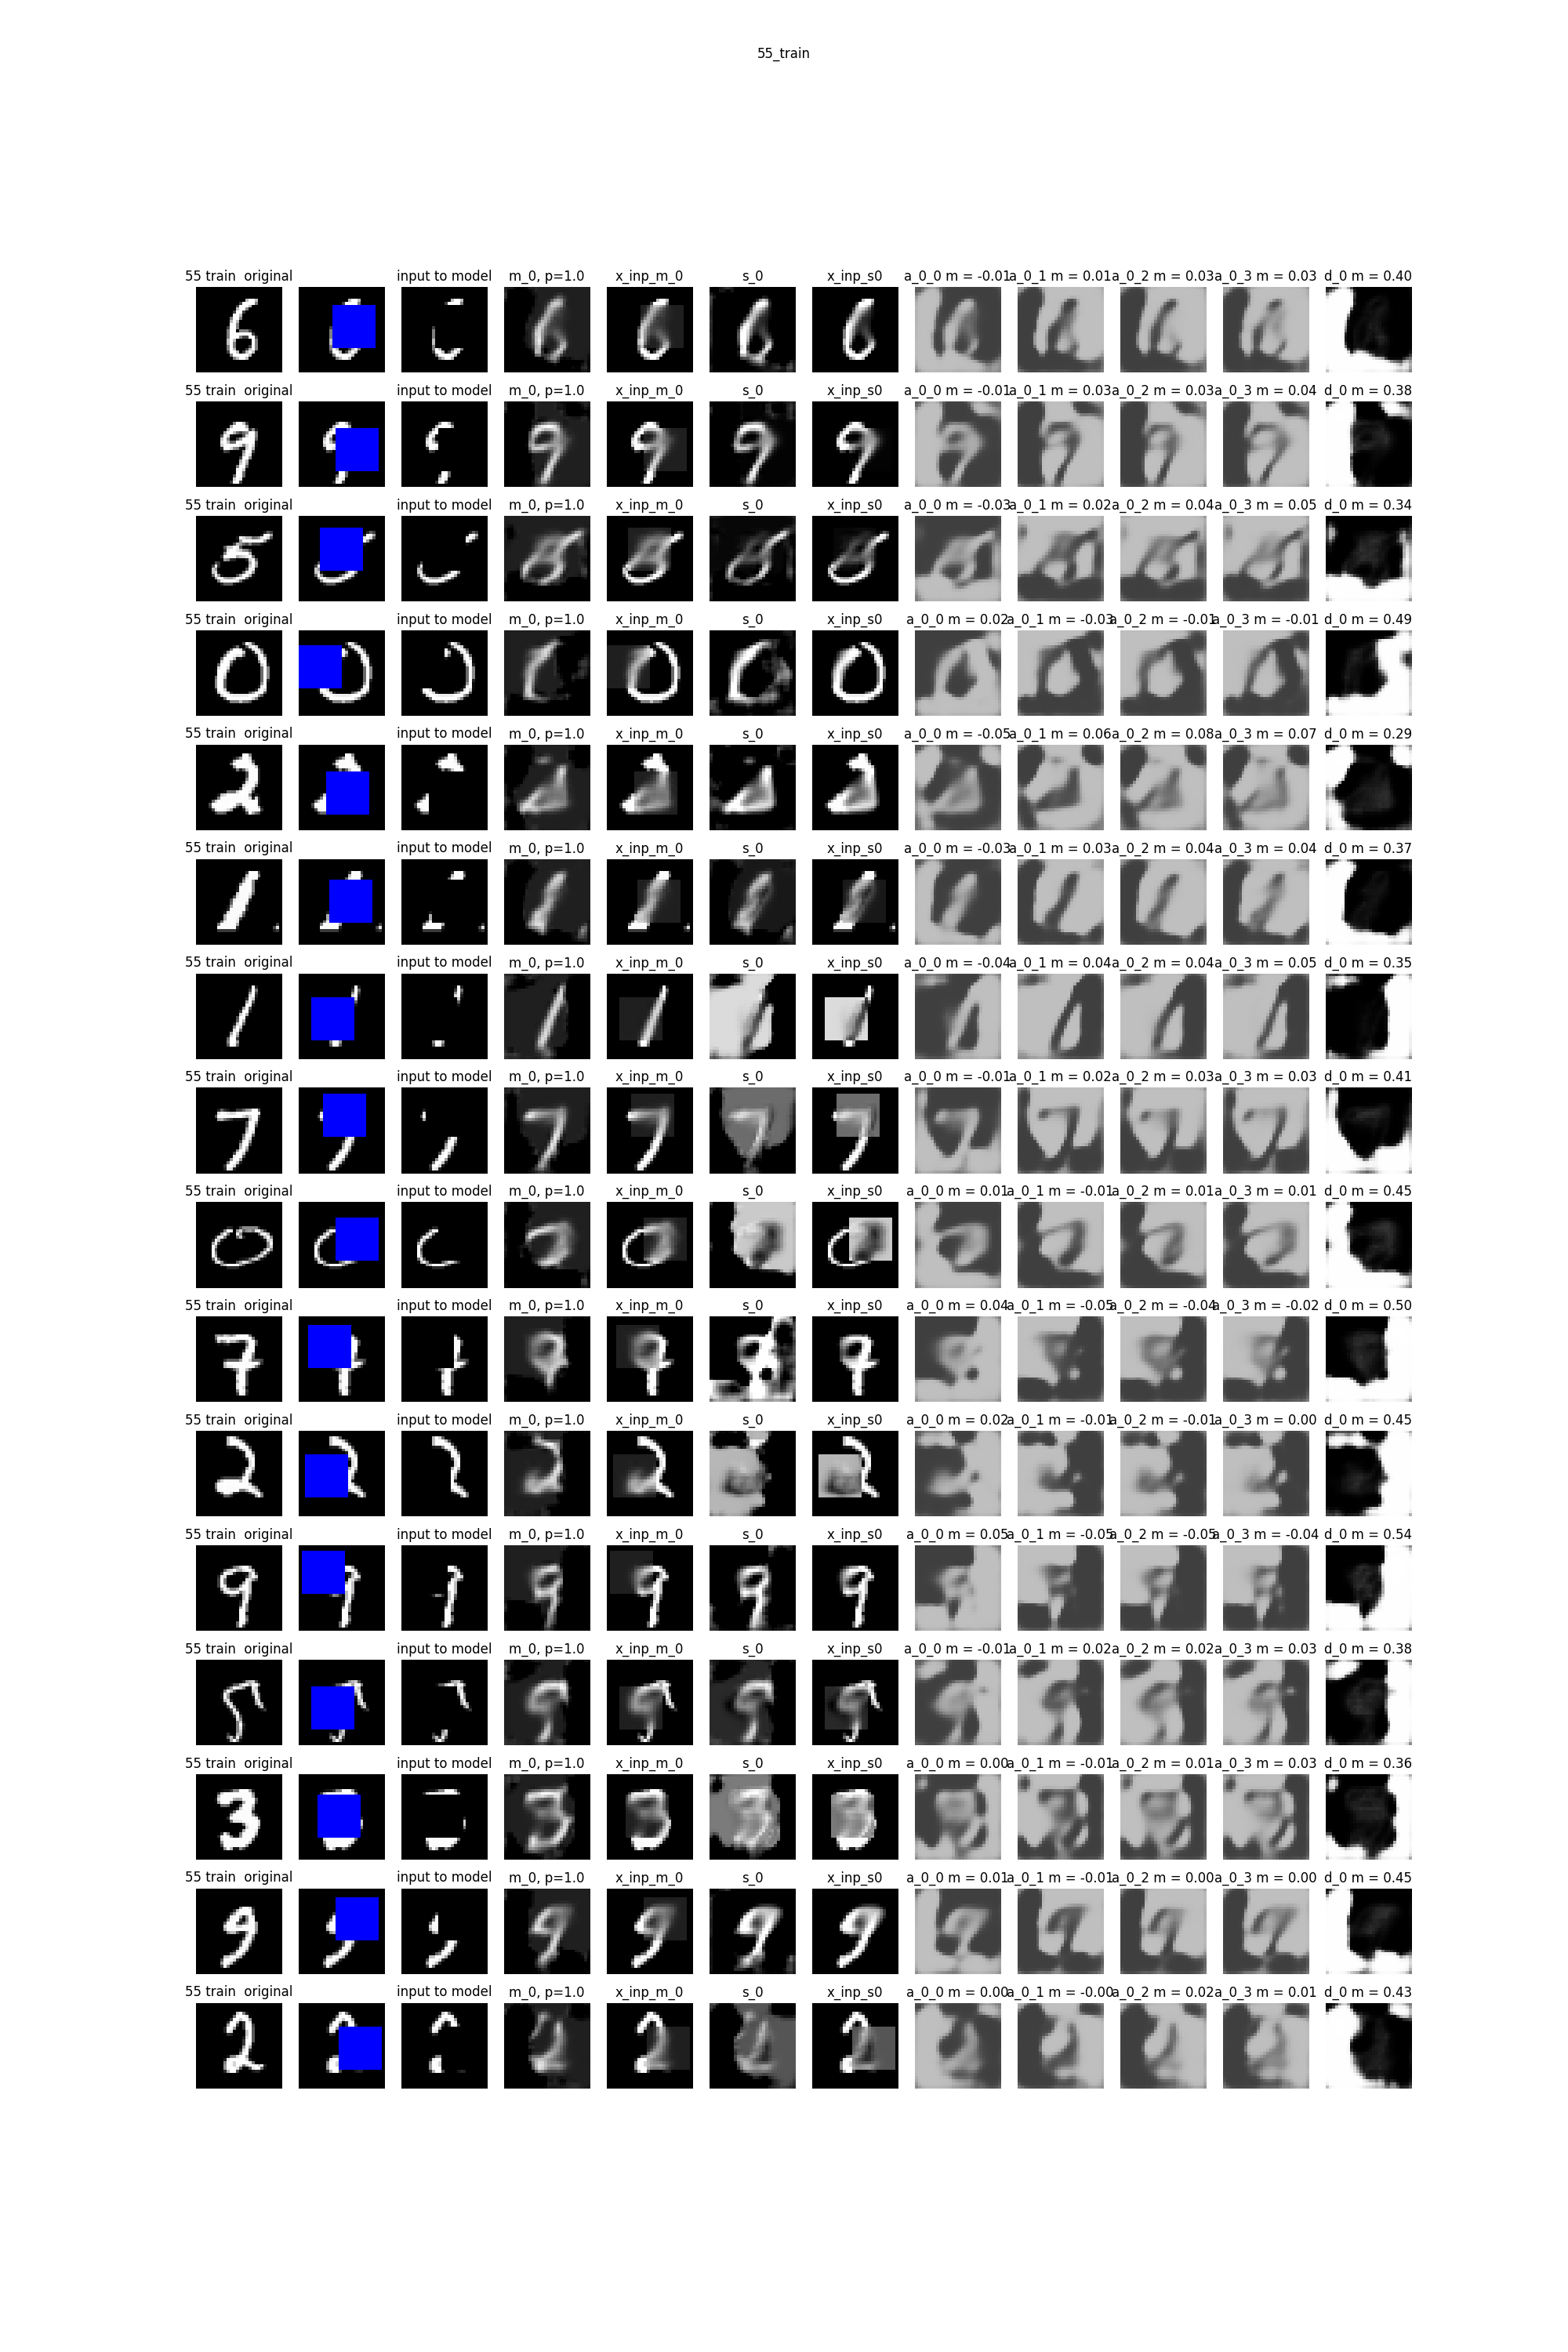 55_train
55 train original input to model m_0, p=1.0 x_inp_m_0 s_0 x_inp_s0 a_0_0 m = -0.01 a_0_1 m = 0.01 a_0_2 m = 0.03 a_0_3 m = 0.03 d_0 m = 0.40
55 train original input to model m_0, p=1.0 x_inp_m_0 s_0 x_inp_s0 a_0_0 m = -0.01 a_0_1 m = 0.03 a_0_2 m = 0.03 a_0_3 m = 0.04 d_0 m = 0.38
55 train original input to model m_0, p=1.0 x_inp_m_0 s_0 x_inp_s0 a_0_0 m = -0.03 a_0_1 m = 0.02 a_0_2 m = 0.04 a_0_3 m = 0.05 d_0 m = 0.34
55 train original input to model m_0, p=1.0 x_inp_m_0 s_0 x_inp_s0 a_0_0 m = 0.02 a_0_1 m = -0.03 a_0_2 m = -0.01 a_0_3 m = -0.01 d_0 m = 0.49
55 train original input to model m_0, p=1.0 x_inp_m_0 s_0 x_inp_s0 a_0_0 m = -0.05 a_0_1 m = 0.06 a_0_2 m = 0.08 a_0_3 m = 0.07 d_0 m = 0.29
55 train original input to model m_0, p=1.0 x_inp_m_0 s_0 x_inp_s0 a_0_0 m = -0.03 a_0_1 m = 0.03 a_0_2 m = 0.04 a_0_3 m = 0.04 d_0 m = 0.37
55 train original input to model m_0, p=1.0 x_inp_m_0 s_0 x_inp_s0 a_0_0 m = -0.04 a_0_1 m = 0.04 a_0_2 m = 0.04 a_0_3 m = 0.05 d_0 m = 0.35
55 train original input to model m_0, p=1.0 x_inp_m_0 s_0 x_inp_s0 a_0_0 m = -0.01 a_0_1 m = 0.02 a_0_2 m = 0.03 a_0_3 m = 0.03 d_0 m = 0.41
55 train original input to model m_0, p=1.0 x_inp_m_0 s_0 x_inp_s0 a_0_0 m = 0.01 a_0_1 m = -0.01 a_0_2 m = 0.01 a_0_3 m = 0.01 d_0 m = 0.45
55 train original input to model m_0, p=1.0 x_inp_m_0 s_0 x_inp_s0 a_0_0 m = 0.04 a_0_1 m = -0.05 a_0_2 m = -0.04 a_0_3 m = -0.02 d_0 m = 0.50
55 train original input to model m_0, p=1.0 x_inp_m_0 s_0 x_inp_s0 a_0_0 m = 0.02 a_0_1 m = -0.01 a_0_2 m = -0.01 a_0_3 m = 0.00 d_0 m = 0.45
55 train original input to model m_0, p=1.0 x_inp_m_0 s_0 x_inp_s0 a_0_0 m = 0.05 a_0_1 m = -0.05 a_0_2 m = -0.05 a_0_3 m = -0.04 d_0 m = 0.54
55 train original input to model m_0, p=1.0 x_inp_m_0 s_0 x_inp_s0 a_0_0 m = -0.01 a_0_1 m = 0.02 a_0_2 m = 0.02 a_0_3 m = 0.03 d_0 m = 0.38
55 train original input to model m_0, p=1.0 x_inp_m_0 s_0 x_inp_s0 a_0_0 m = 0.00 a_0_1 m = -0.01 a_0_2 m = 0.01 a_0_3 m = 0.03 d_0 m = 0.36
55 train original input to model m_0, p=1.0 x_inp_m_0 s_0 x_inp_s0 a_0_0 m = 0.01 a_0_1 m = -0.01 a_0_2 m = 0.00 a_0_3 m = 0.00 d_0 m = 0.45
55 train original input to model m_0, p=1.0 x_inp_m_0 s_0 x_inp_s0 a_0_0 m = 0.00 a_0_1 m = -0.00 a_0_2 m = 0.02 a_0_3 m = 0.01 d_0 m = 0.43